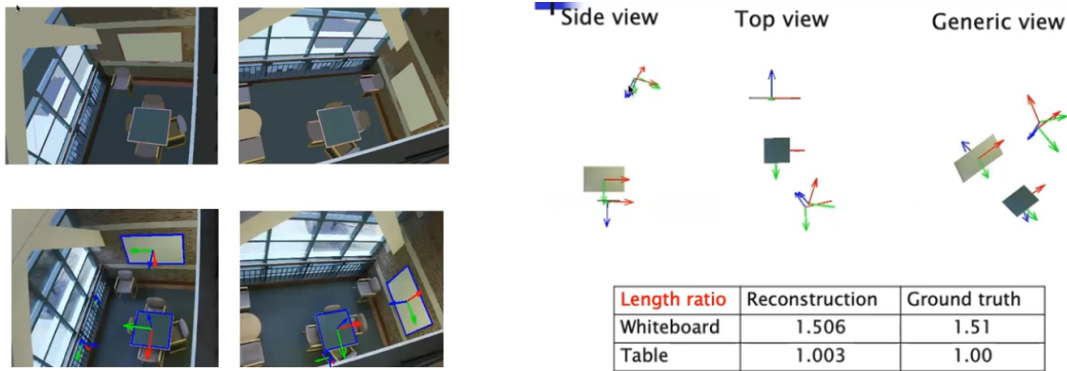 Side view
Top view
Generic view
Length ratio Reconstruction Ground truth
Whiteboard 1.506 1.51
Table 1.003 1.00